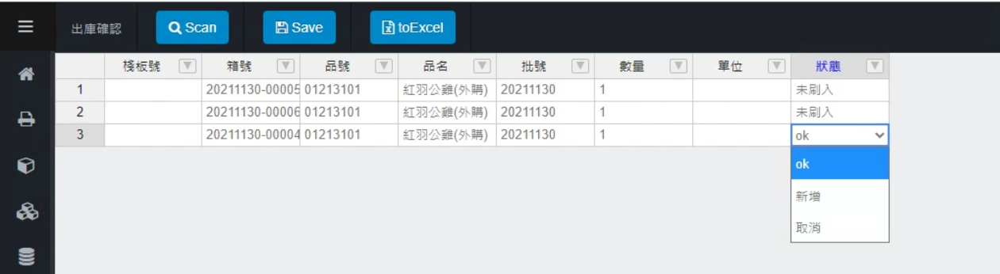 出庫確認 Scan Save toExcel
棧板號 箱號 品號 品名 批號 數量 單位 狀態
1 20211130-00005 01213101 紅羽公雞(外購) 20211130 1 未刷入
2 20211130-00006 01213101 紅羽公雞(外購) 20211130 1 未刷入
3 20211130-00004 01213101 紅羽公雞(外購) 20211130 1 ok
ok
新增
取消